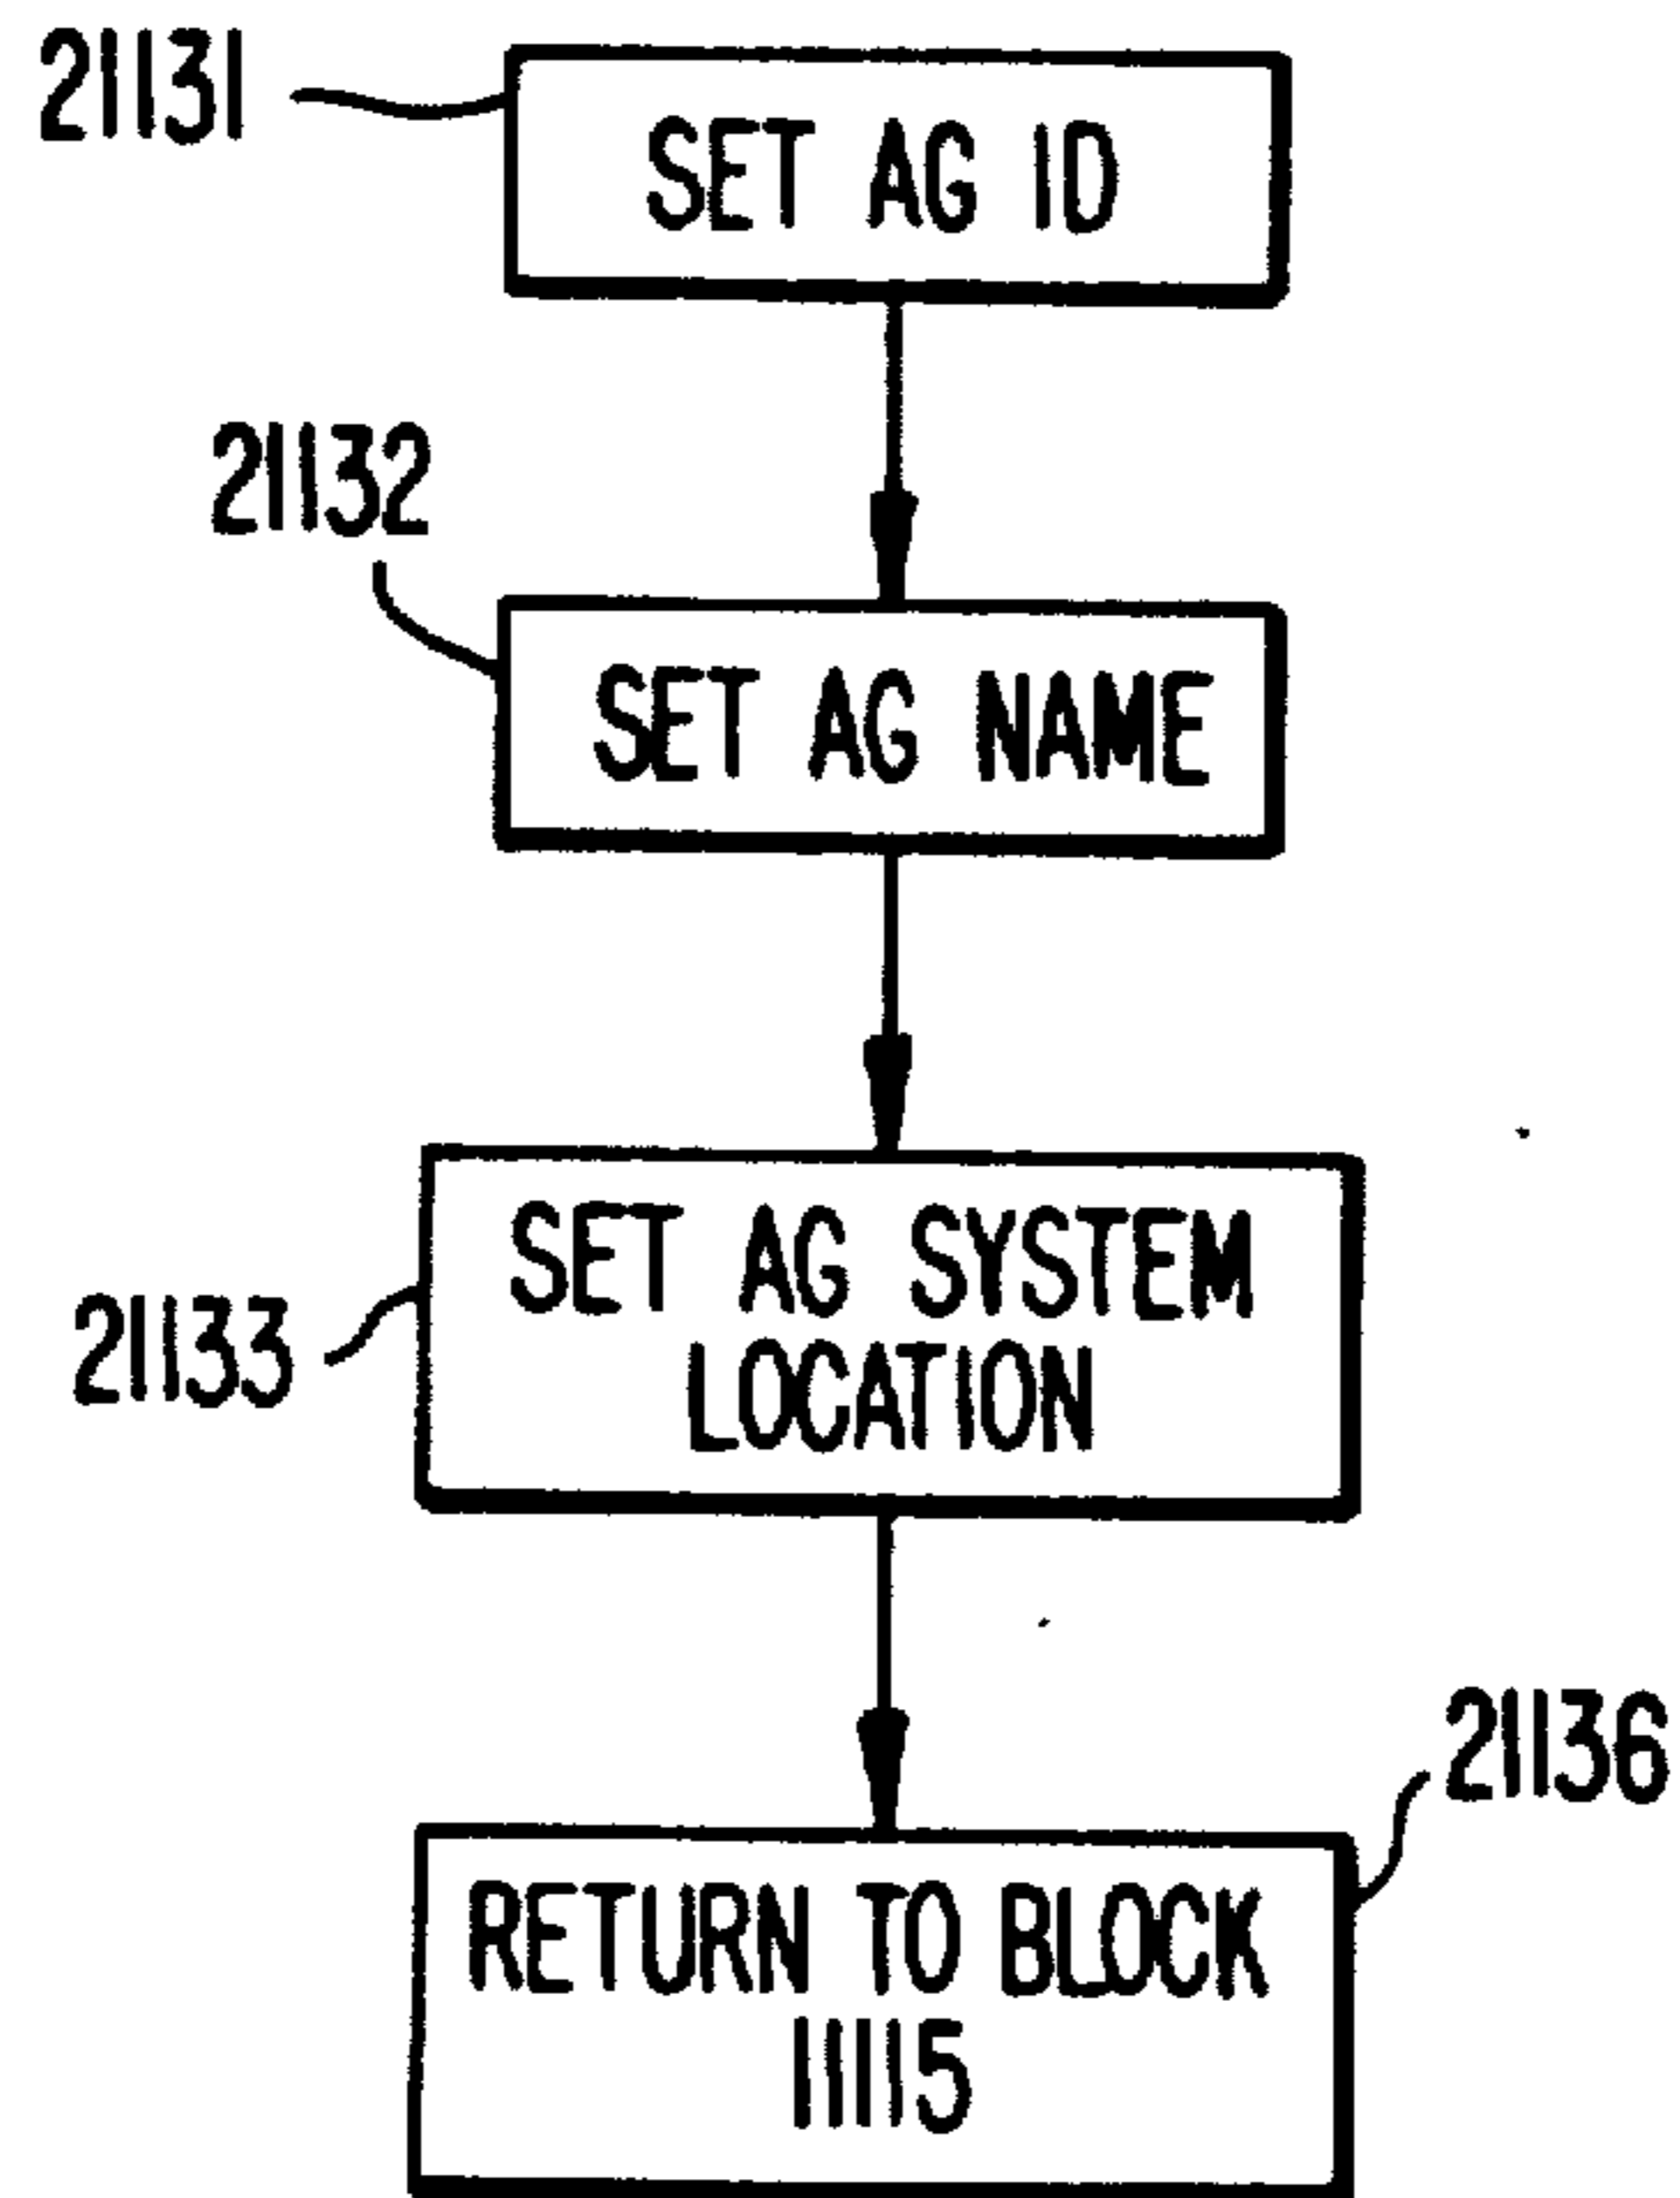 21131
SET AG ID
21132
SET AG NAME
SET AG SYSTEM
LOCATION
21133
21136
RETURN TO BLOCK
11115